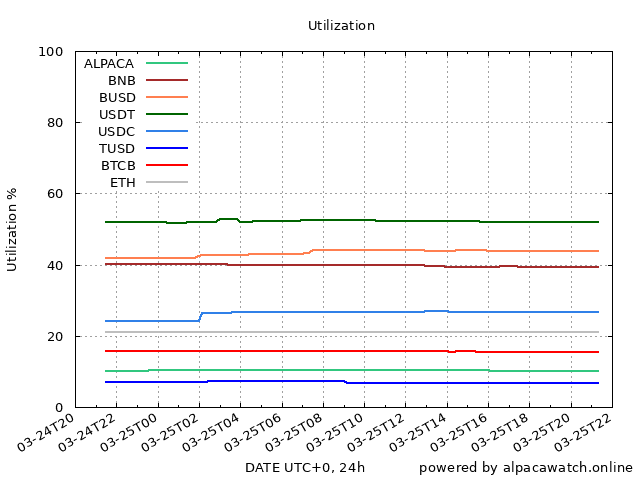 Utilization
100
80
60
40
20
0
Utilization %
ALPACA
BNB
BUSD
USDT
USDC
TUSD
BTCB
ETH
03-24T20
03-24T22
03-25T00
03-25T02
03-25T04
03-25T06
03-25T08
03-25T10
03-25T12
03-25T14
03-25T16
03-25T18
03-25T20
03-25T22
DATE UTC+0, 24h
powered by alpacawatch.online